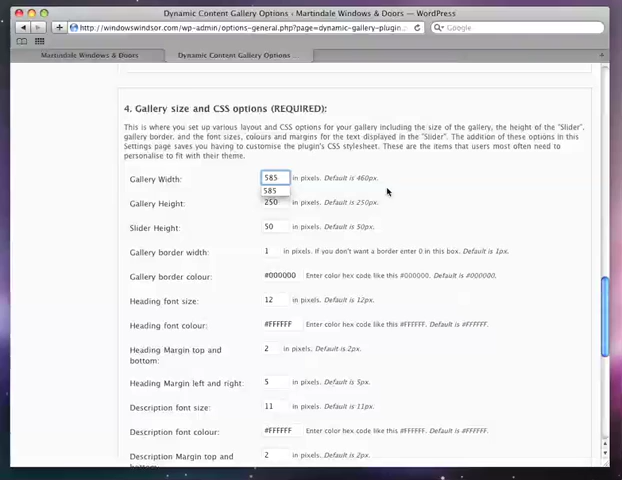 Dynamic Content Gallery Options ‹ Martindale Windows & Doors — WordPress
http://windowswindsor.com/wp-admin/options-general.php?page=dynamic-gallery-plugin
Google
Martindale Windows & Doors
Dynamic Content Gallery Options ...
4. Gallery size and CSS options (REQUIRED):
This is where you set up various layout and CSS options for your gallery including the size of the gallery, the height of the "Slider",
gallery border, and the font sizes, colours and margins for the text displayed in the "Slider". The addition of these options in this
Settings page saves you having to customise the plugin's CSS stylesheet. These are the items that users most often need to
personalise to fit with their theme.
Gallery Width: 585 in pixels. Default is 460px.
585
Gallery Height: 250 in pixels. Default is 250px.
Slider Height: 50 in pixels. Default is 50px.
Gallery border width: 1 in pixels. If you don't want a border enter 0 in this box. Default is 1px.
Gallery border colour: #000000 Enter color hex code like this #000000. Default is #000000.
Heading font size: 12 in pixels. Default is 12px.
Heading font colour: #FFFFFF Enter color hex code like this #FFFFFF. Default is #FFFFFF.
Heading Margin top and 2 in pixels. Default is 2px.
bottom:
Heading Margin left and right: 5 in pixels. Default is 5px.
Description font size: 11 in pixels. Default is 11px.
Description font colour: #FFFFFF Enter color hex code like this #FFFFFF. Default is #FFFFFF.
Description Margin top and 2 in pixels. Default is 2px.
bottom: